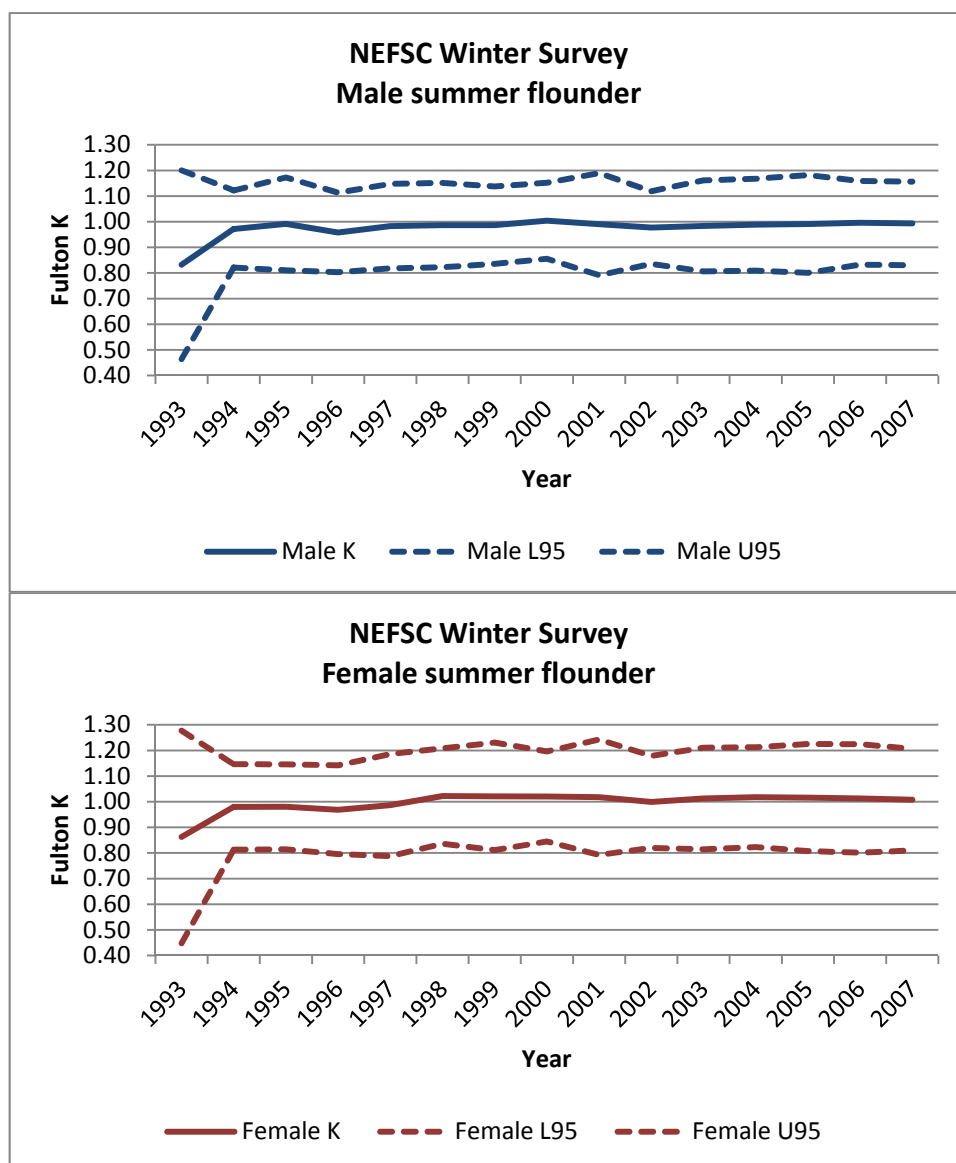 NEFSC Winter Survey
Male summer flounder
1.30
1.20
1.10
1.00
0.90
0.80
0.70
0.60
0.50
0.40
Fulton K
1993 1994 1995 1996 1997 1998 1999 2000 2001 2002 2003 2004 2005 2006 2007
Year
Male K Male L95 Male U95
NEFSC Winter Survey
Female summer flounder
1.30
1.20
1.10
1.00
0.90
0.80
0.70
0.60
0.50
0.40
Fulton K
1993 1994 1995 1996 1997 1998 1999 2000 2001 2002 2003 2004 2005 2006 2007
Year
Female K Female L95 Female U95